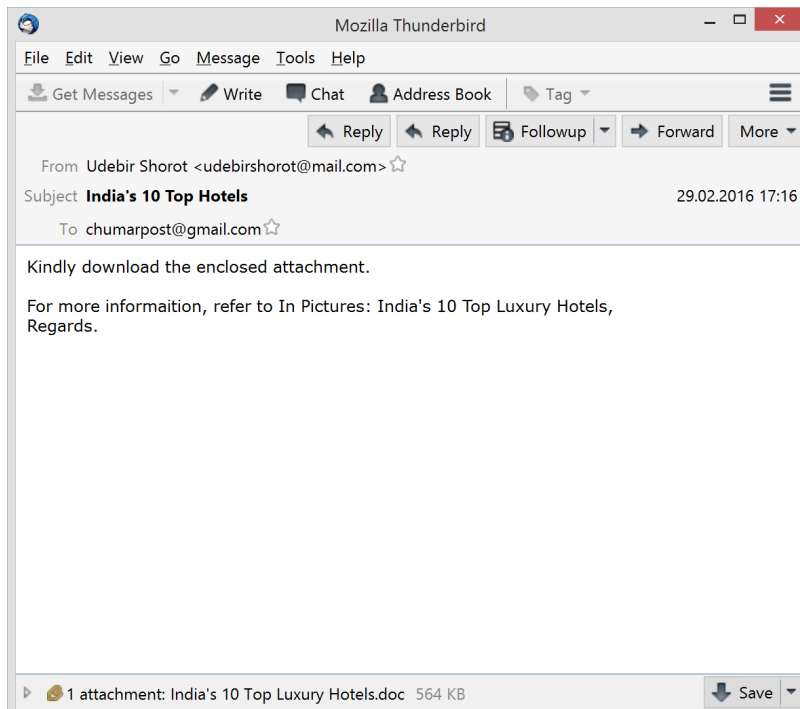 Mozilla Thunderbird
File Edit View Go Message Tools Help
Get Messages Write Chat Address Book Tag
Reply Reply Followup Forward More
From Udebir Shorot <udebirshorot@mail.com>
Subject India's 10 Top Hotels 29.02.2016 17:16
To chumarpost@gmail.com
Kindly download the enclosed attachment.
For more informaition, refer to In Pictures: India's 10 Top Luxury Hotels,
Regards.
1 attachment: India's 10 Top Luxury Hotels.doc 564 KB Save